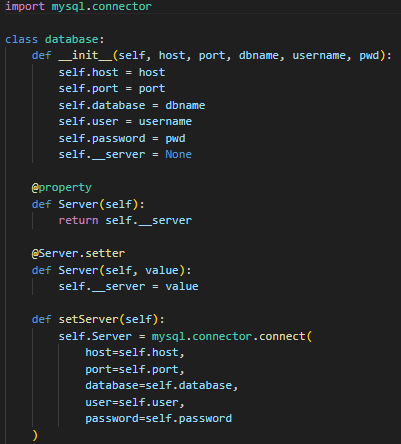 import mysql.connector

class database:
    def __init__(self, host, port, dbname, username, pwd):
        self.host = host
        self.port = port
        self.database = dbname
        self.user = username
        self.password = pwd
        self.__server = None

    @property
    def Server(self):
        return self.__server

    @Server.setter
    def Server(self, value):
        self.__server = value

    def setServer(self):
        self.Server = mysql.connector.connect(
            host=self.host,
            port=self.port,
            database=self.database,
            user=self.user,
            password=self.password
    )